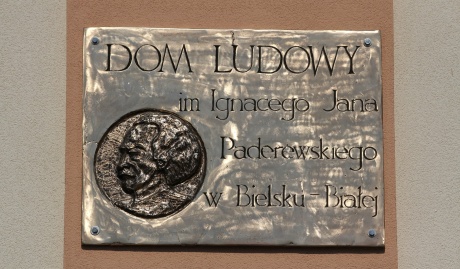 DOM LUDOWY
im Ignacego Jana
Paderewskiego
w Bielsku-Białej